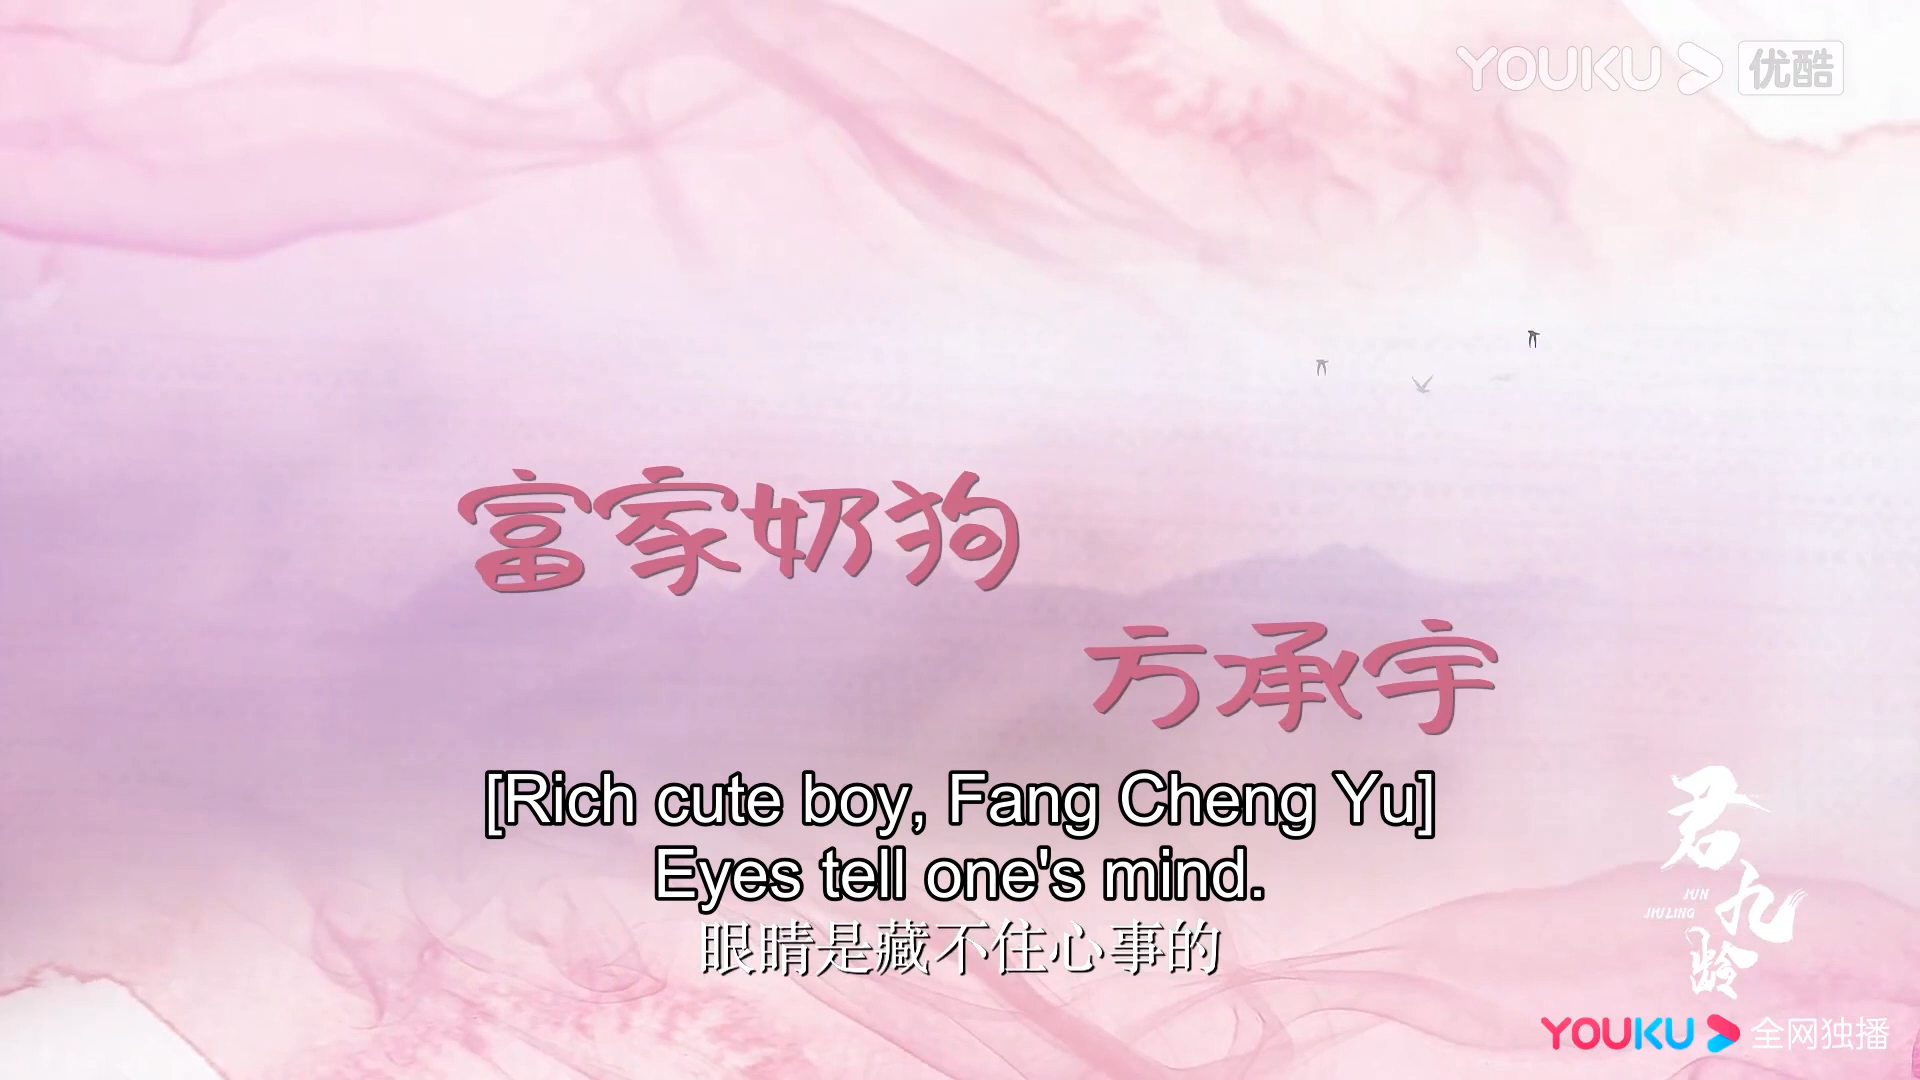 YOUKU 优酷
富家奶狗
方承宇
[Rich cute boy, Fang Cheng Yu]
Eyes tell one's mind.
眼睛是藏不住心事的
君九龄
JUN
JIULING
YOUKU 全网独播